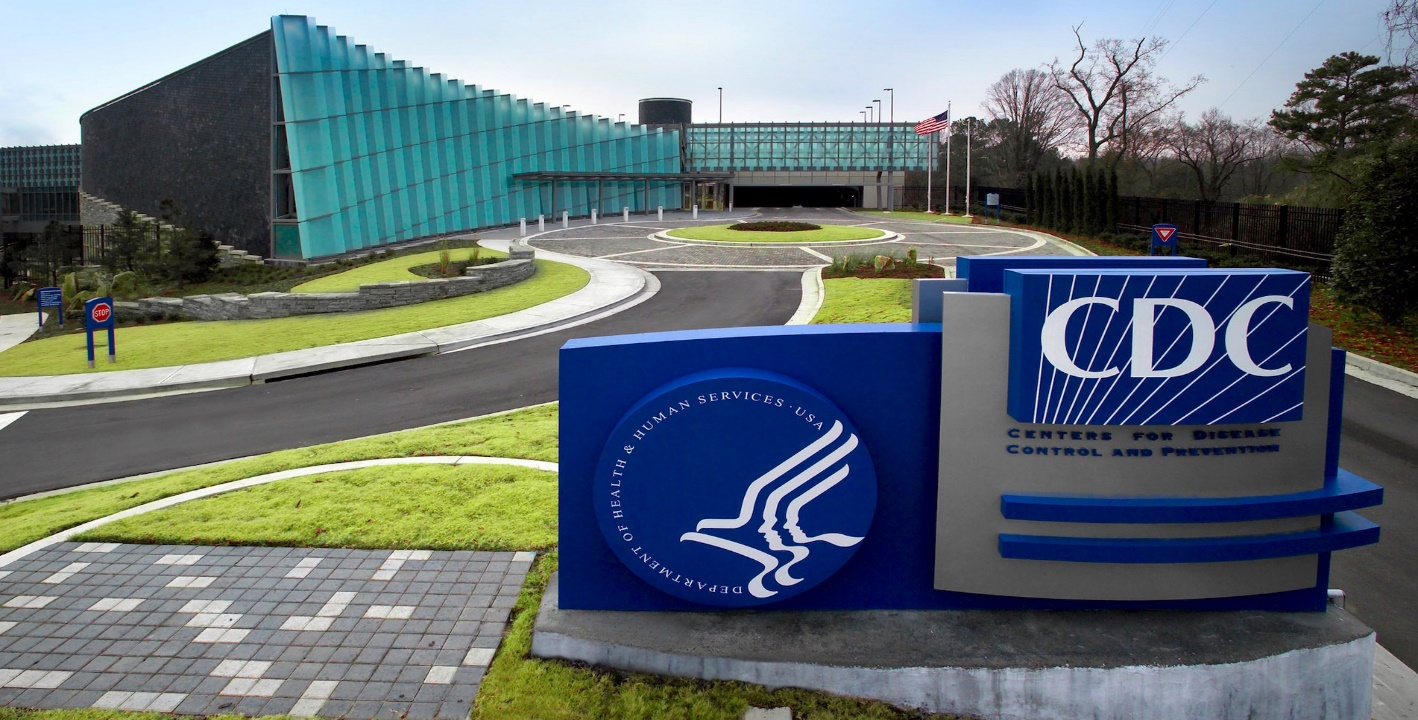 STOP
CDC
CENTERS FOR DISEASE
CONTROL AND PREVENTION
DEPARTMENT OF HEALTH & HUMAN SERVICES · USA